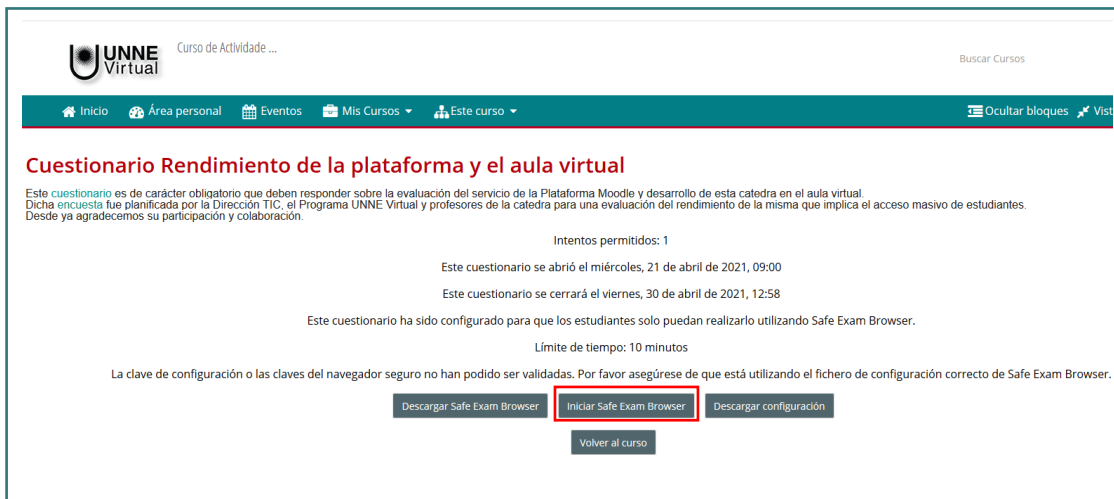 UNNE
Virtual
Curso de Actividade ...
Buscar Cursos
Inicio Área personal Eventos Mis Cursos Este curso Ocultar bloques Vist
Cuestionario Rendimiento de la plataforma y el aula virtual
Este cuestionario es de carácter obligatorio que deben responder sobre la evaluación del servicio de la Plataforma Moodle y desarrollo de esta catedra en el aula virtual.
Dicha encuesta fue planificada por la Dirección TIC, el Programa UNNE Virtual y profesores de la catedra para una evaluación del rendimiento de la misma que implica el acceso masivo de estudiantes.
Desde ya agradecemos su participación y colaboración.
Intentos permitidos: 1
Este cuestionario se abrió el miércoles, 21 de abril de 2021, 09:00
Este cuestionario se cerrará el viernes, 30 de abril de 2021, 12:58
Este cuestionario ha sido configurado para que los estudiantes solo puedan realizarlo utilizando Safe Exam Browser.
Límite de tiempo: 10 minutos
La clave de configuración o las claves del navegador seguro no han podido ser validadas. Por favor asegúrese de que está utilizando el fichero de configuración correcto de Safe Exam Browser.
Descargar Safe Exam Browser Iniciar Safe Exam Browser Descargar configuración
Volver al curso